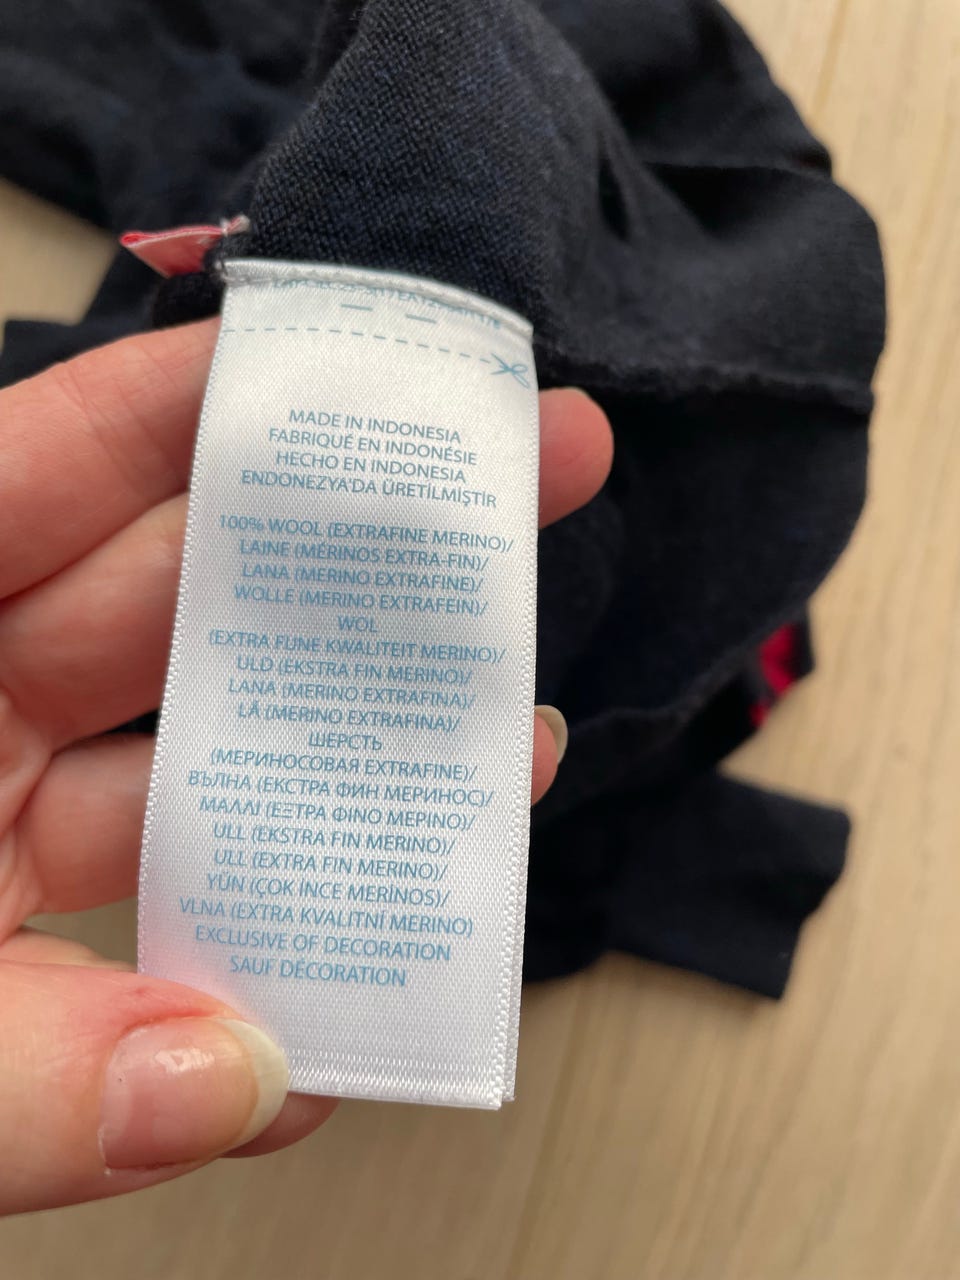 MADE IN INDONESIA
FABRIQUÉ EN INDONÉSIE
HECHO EN INDONESIA
ENDONEZYA'DA ÜRETİLMİŞTİR
100% WOOL (EXTRAFINE MERINO)/
LAINE (MÉRINOS EXTRA-FIN)/
LANA (MERINO EXTRAFINE)/
WOLLE (MERINO EXTRAFEIN)/
WOL
(EXTRA FIJNE KWALITEIT MERINO)/
ULD (EKSTRA FIN MERINO)/
LANA (MERINO EXTRAFINA)/
LÃ (MERINO EXTRAFINA)/
ШЕРСТЬ
(МЕРИНОСОВАЯ EXTRAFINE)/
ВЪЛНА (ЕКСТРА ФИН МЕРИНОС)/
ΜΑΛΛΙ (ΕΞΤΡΑ ΦΙΝΟ ΜΕΡΙΝΟ)/
ULL (EKSTRA FIN MERINO)/
ULL (EXTRA FIN MERINO)/
YÜN (ÇOK İNCE MERİNOS)/
VLNA (EXTRA KVALITNÍ MERINO)
EXCLUSIVE OF DECORATION
SAUF DÉCORATION